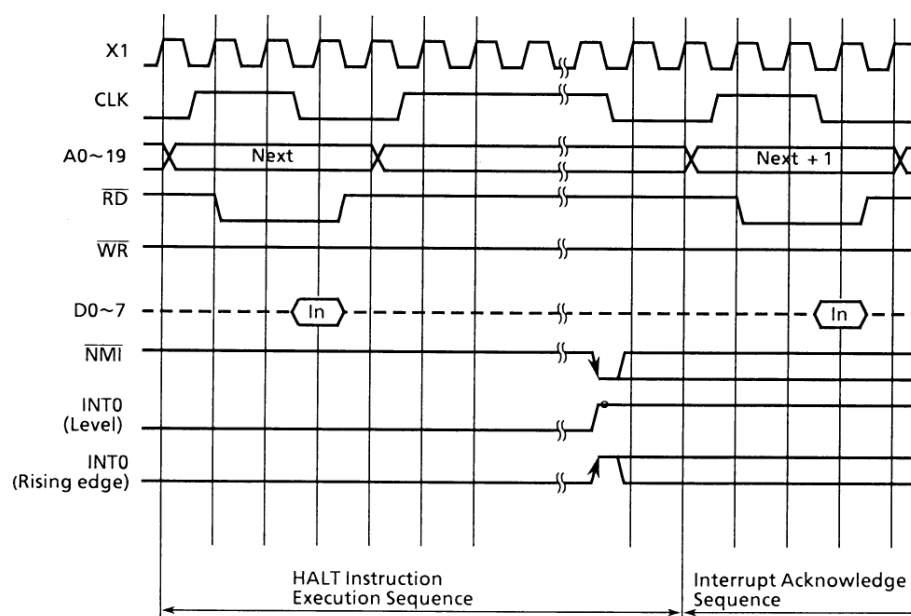 X1
CLK
A0~19
Next
Next + 1
RD
WR
D0~7
In
In
NMI
INT0
(Level)
INT0
(Rising edge)
HALT Instruction
Execution Sequence
Interrupt Acknowledge
Sequence